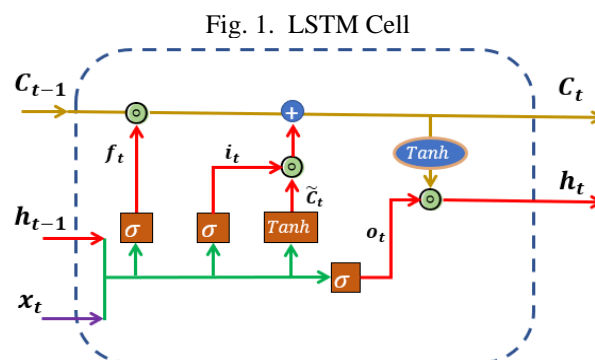 Fig. 1. LSTM Cell
C_{t-1}
C_t
+
f_t
i_t
Tanh
C̃_t
h_t
h_{t-1}
σ
σ
Tanh
o_t
σ
x_t